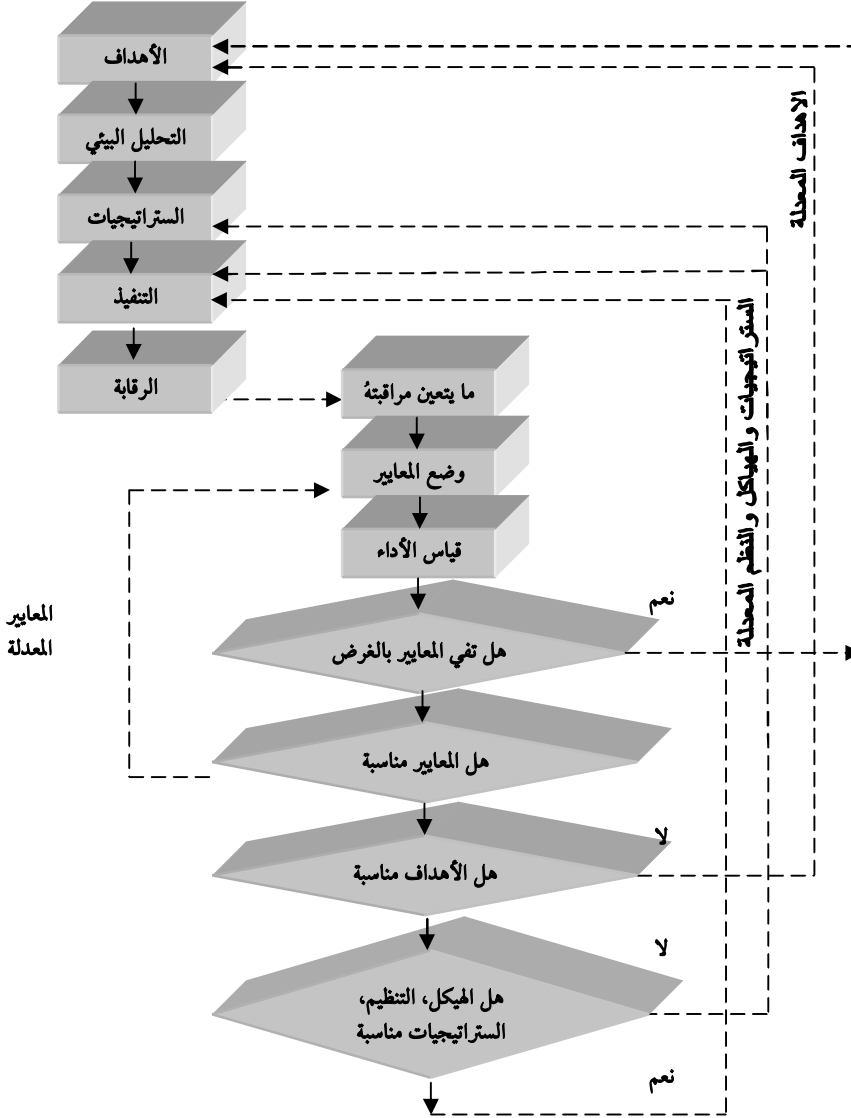 الأهداف
التحليل البيئي
الستراتيجيات
التنفيذ
الرقابة
ما يتعين مراقبتهُ
وضع المعايير
قياس الأداء
نعم
هل تفي المعايير بالغرض
هل المعايير مناسبة
لا
هل الأهداف مناسبة
لا
هل الهيكل، التنظيم،
الستراتيجيات مناسبة
نعم
المعايير
المعدلة
الاهداف المعدلة
الستراتيجيات والهياكل والنظم المعدلة